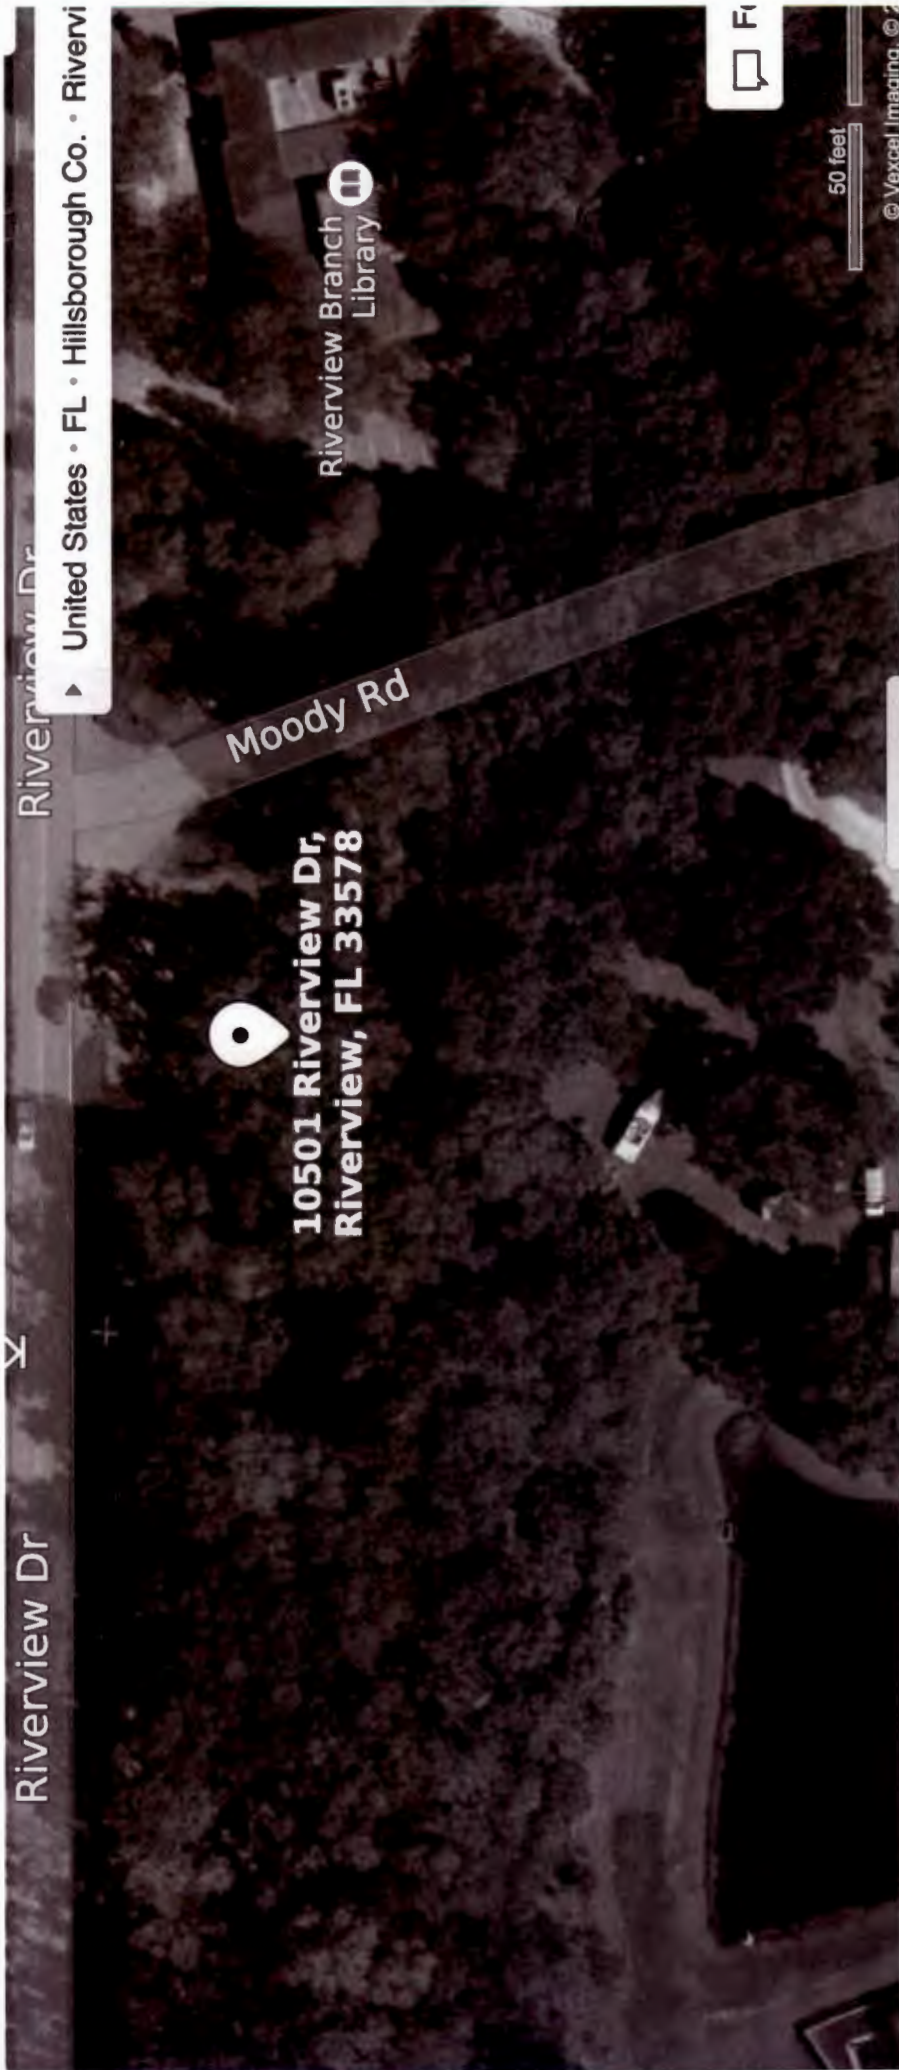 Riverview Dr
Riverview Dr
United States • FL • Hillsborough Co. • Rivervi
10501 Riverview Dr,
Riverview, FL 33578
Moody Rd
Riverview Branch
Library
50 feet
© Vexcel Imaging, ©